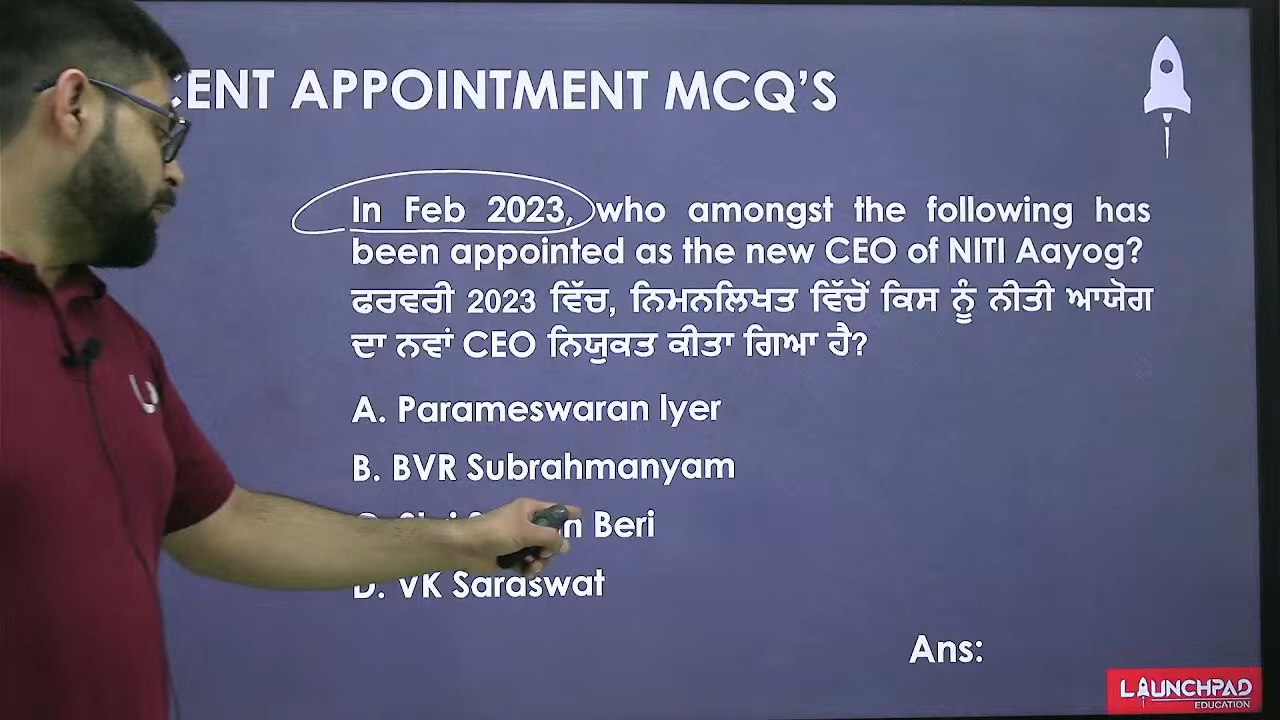 APPOINTMENT MCQ'S
In Feb 2023, who amongst the following has
been appointed as the new CEO of NITI Aayog?
ਫਰਵਰੀ 2023 ਵਿੱਚ, ਨਿਮਨਲਿਖਤ ਵਿੱਚੋਂ ਕਿਸ ਨੂੰ ਨੀਤੀ ਆਯੋਗ
ਦਾ ਨਵਾਂ CEO ਨਿਯੁਕਤ ਕੀਤਾ ਗਿਆ ਹੈ?
A. Parameswaran Iyer
B. BVR Subrahmanyam
Beri
D. VK Saraswat
Ans:
LAUNCHPAD
EDUCATION